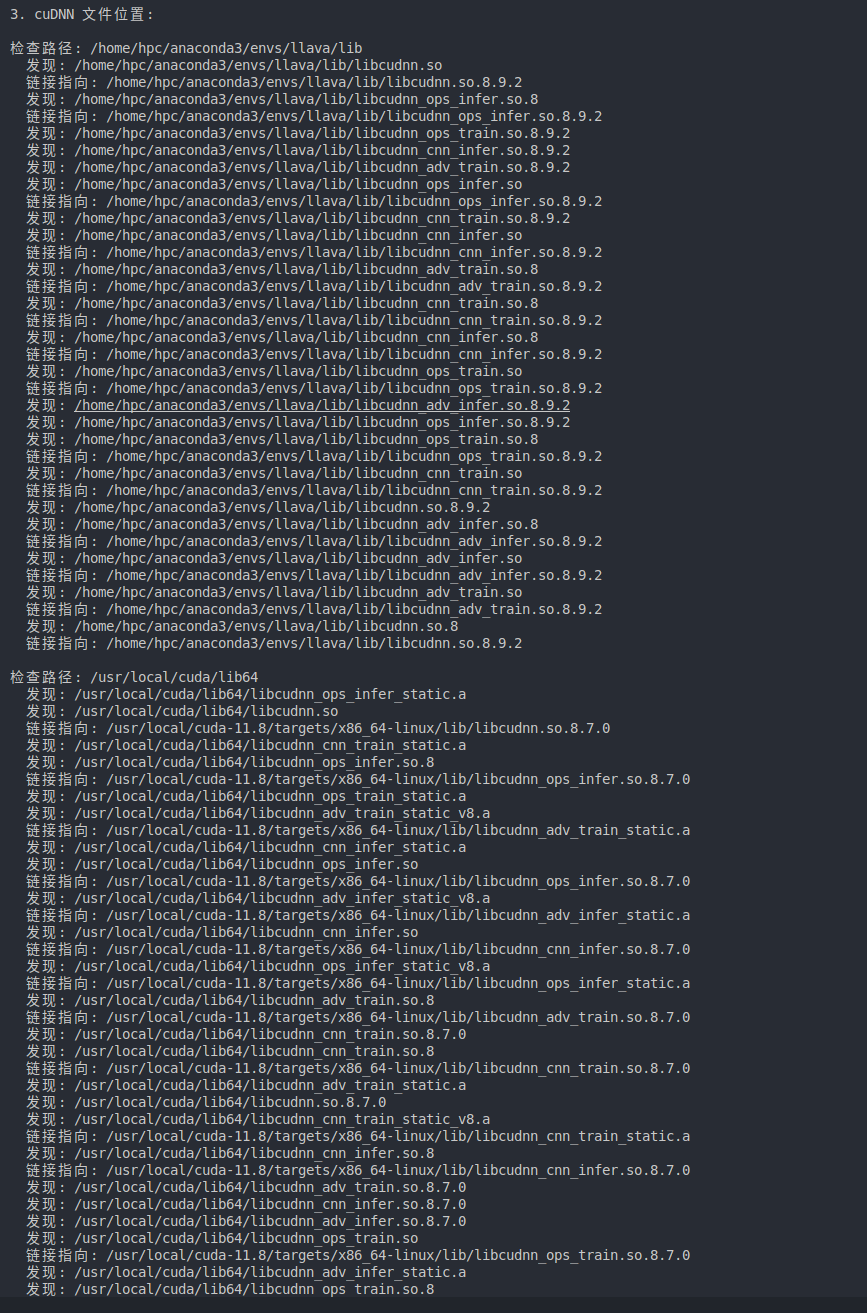 3. cuDNN 文件位置:
检查路径: /home/hpc/anaconda3/envs/llava/lib
发现: /home/hpc/anaconda3/envs/llava/lib/libcudnn.so
链接指向: /home/hpc/anaconda3/envs/llava/lib/libcudnn.so.8.9.2
发现: /home/hpc/anaconda3/envs/llava/lib/libcudnn_ops_infer.so.8
链接指向: /home/hpc/anaconda3/envs/llava/lib/libcudnn_ops_infer.so.8.9.2
发现: /home/hpc/anaconda3/envs/llava/lib/libcudnn_ops_train.so.8.9.2
发现: /home/hpc/anaconda3/envs/llava/lib/libcudnn_cnn_infer.so.8.9.2
发现: /home/hpc/anaconda3/envs/llava/lib/libcudnn_adv_train.so.8.9.2
发现: /home/hpc/anaconda3/envs/llava/lib/libcudnn_ops_infer.so
链接指向: /home/hpc/anaconda3/envs/llava/lib/libcudnn_ops_infer.so.8.9.2
发现: /home/hpc/anaconda3/envs/llava/lib/libcudnn_cnn_train.so.8.9.2
发现: /home/hpc/anaconda3/envs/llava/lib/libcudnn_cnn_infer.so
链接指向: /home/hpc/anaconda3/envs/llava/lib/libcudnn_cnn_infer.so.8.9.2
发现: /home/hpc/anaconda3/envs/llava/lib/libcudnn_adv_train.so.8
链接指向: /home/hpc/anaconda3/envs/llava/lib/libcudnn_adv_train.so.8.9.2
发现: /home/hpc/anaconda3/envs/llava/lib/libcudnn_cnn_train.so.8
链接指向: /home/hpc/anaconda3/envs/llava/lib/libcudnn_cnn_train.so.8.9.2
发现: /home/hpc/anaconda3/envs/llava/lib/libcudnn_cnn_infer.so.8
链接指向: /home/hpc/anaconda3/envs/llava/lib/libcudnn_cnn_infer.so.8.9.2
发现: /home/hpc/anaconda3/envs/llava/lib/libcudnn_ops_train.so
链接指向: /home/hpc/anaconda3/envs/llava/lib/libcudnn_ops_train.so.8.9.2
发现: /home/hpc/anaconda3/envs/llava/lib/libcudnn_adv_infer.so.8.9.2
发现: /home/hpc/anaconda3/envs/llava/lib/libcudnn_ops_infer.so.8.9.2
发现: /home/hpc/anaconda3/envs/llava/lib/libcudnn_ops_train.so.8
链接指向: /home/hpc/anaconda3/envs/llava/lib/libcudnn_ops_train.so.8.9.2
发现: /home/hpc/anaconda3/envs/llava/lib/libcudnn_cnn_train.so
链接指向: /home/hpc/anaconda3/envs/llava/lib/libcudnn_cnn_train.so.8.9.2
发现: /home/hpc/anaconda3/envs/llava/lib/libcudnn.so.8.9.2
发现: /home/hpc/anaconda3/envs/llava/lib/libcudnn_adv_infer.so.8
链接指向: /home/hpc/anaconda3/envs/llava/lib/libcudnn_adv_infer.so.8.9.2
发现: /home/hpc/anaconda3/envs/llava/lib/libcudnn_adv_infer.so
链接指向: /home/hpc/anaconda3/envs/llava/lib/libcudnn_adv_infer.so.8.9.2
发现: /home/hpc/anaconda3/envs/llava/lib/libcudnn_adv_train.so
链接指向: /home/hpc/anaconda3/envs/llava/lib/libcudnn_adv_train.so.8.9.2
发现: /home/hpc/anaconda3/envs/llava/lib/libcudnn.so.8
链接指向: /home/hpc/anaconda3/envs/llava/lib/libcudnn.so.8.9.2
检查路径: /usr/local/cuda/lib64
发现: /usr/local/cuda/lib64/libcudnn_ops_infer_static.a
发现: /usr/local/cuda/lib64/libcudnn.so
链接指向: /usr/local/cuda-11.8/targets/x86_64-linux/lib/libcudnn.so.8.7.0
发现: /usr/local/cuda/lib64/libcudnn_cnn_train_static.a
发现: /usr/local/cuda/lib64/libcudnn_ops_infer.so.8
链接指向: /usr/local/cuda-11.8/targets/x86_64-linux/lib/libcudnn_ops_infer.so.8.7.0
发现: /usr/local/cuda/lib64/libcudnn_ops_train_static.a
发现: /usr/local/cuda/lib64/libcudnn_adv_train_static_v8.a
链接指向: /usr/local/cuda-11.8/targets/x86_64-linux/lib/libcudnn_adv_train_static.a
发现: /usr/local/cuda/lib64/libcudnn_cnn_infer_static.a
发现: /usr/local/cuda/lib64/libcudnn_ops_infer.so
链接指向: /usr/local/cuda-11.8/targets/x86_64-linux/lib/libcudnn_ops_infer.so.8.7.0
发现: /usr/local/cuda/lib64/libcudnn_adv_infer_static_v8.a
链接指向: /usr/local/cuda-11.8/targets/x86_64-linux/lib/libcudnn_adv_infer_static.a
发现: /usr/local/cuda/lib64/libcudnn_cnn_infer.so
链接指向: /usr/local/cuda-11.8/targets/x86_64-linux/lib/libcudnn_cnn_infer.so.8.7.0
发现: /usr/local/cuda/lib64/libcudnn_ops_infer_static_v8.a
链接指向: /usr/local/cuda-11.8/targets/x86_64-linux/lib/libcudnn_ops_infer_static.a
发现: /usr/local/cuda/lib64/libcudnn_adv_train.so.8
链接指向: /usr/local/cuda-11.8/targets/x86_64-linux/lib/libcudnn_adv_train.so.8.7.0
发现: /usr/local/cuda/lib64/libcudnn_cnn_train.so.8.7.0
发现: /usr/local/cuda/lib64/libcudnn_cnn_train.so.8
链接指向: /usr/local/cuda-11.8/targets/x86_64-linux/lib/libcudnn_cnn_train.so.8.7.0
发现: /usr/local/cuda/lib64/libcudnn_adv_train_static.a
发现: /usr/local/cuda/lib64/libcudnn.so.8.7.0
发现: /usr/local/cuda/lib64/libcudnn_cnn_train_static_v8.a
链接指向: /usr/local/cuda-11.8/targets/x86_64-linux/lib/libcudnn_cnn_train_static.a
发现: /usr/local/cuda/lib64/libcudnn_cnn_infer.so.8
链接指向: /usr/local/cuda-11.8/targets/x86_64-linux/lib/libcudnn_cnn_infer.so.8.7.0
发现: /usr/local/cuda/lib64/libcudnn_adv_train.so.8.7.0
发现: /usr/local/cuda/lib64/libcudnn_cnn_infer.so.8.7.0
发现: /usr/local/cuda/lib64/libcudnn_adv_infer.so.8.7.0
发现: /usr/local/cuda/lib64/libcudnn_ops_train.so
链接指向: /usr/local/cuda-11.8/targets/x86_64-linux/lib/libcudnn_ops_train.so.8.7.0
发现: /usr/local/cuda/lib64/libcudnn_adv_infer_static.a
发现: /usr/local/cuda/lib64/libcudnn_ops_train.so.8